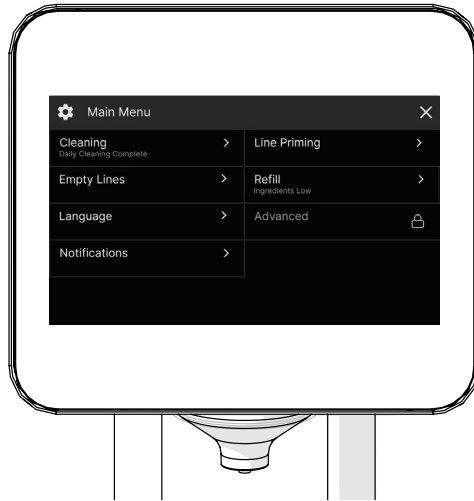 Main Menu
Cleaning
Daily Cleaning Complete
Line Priming
Empty Lines
Refill
Ingredients Low
Language
Advanced
Notifications